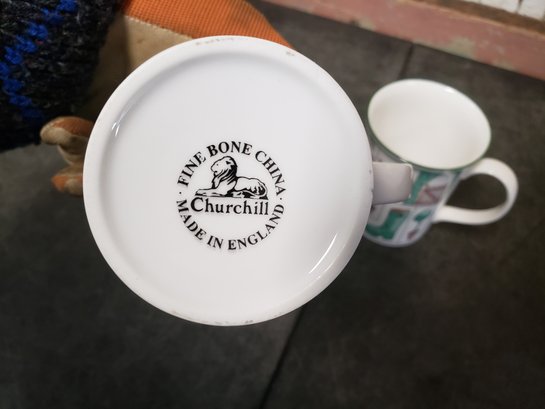 · FINE BONE CHINA ·
Churchill
MADE IN ENGLAND